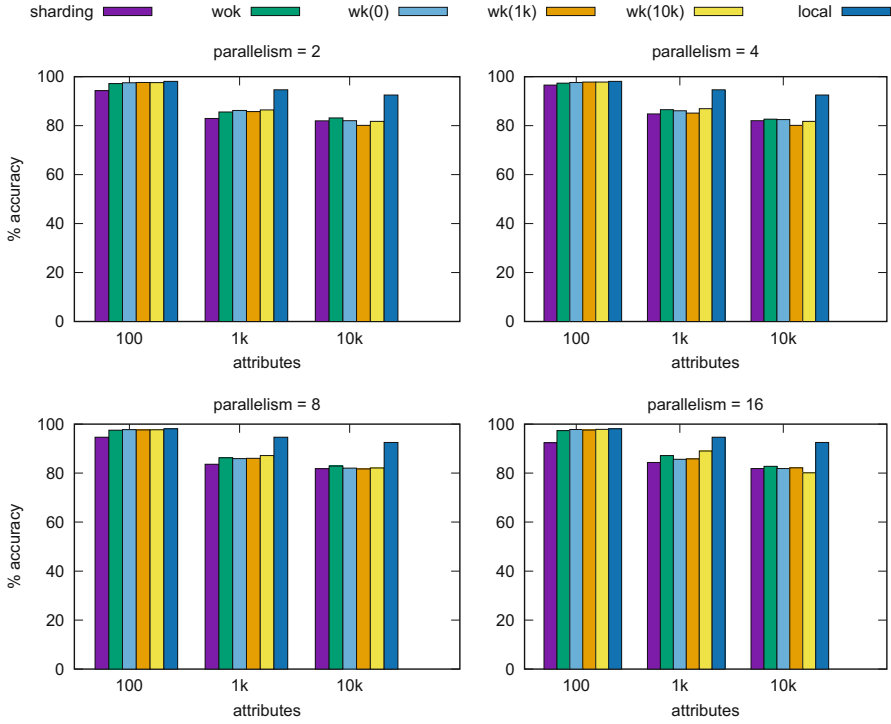 sharding wok wk(0) wk(1k) wk(10k) local
parallelism = 2
100
80
60
40
20
0
% accuracy
100 1k 10k
attributes
parallelism = 4
100
80
60
40
20
0
100 1k 10k
attributes
parallelism = 8
100
80
60
40
20
0
% accuracy
100 1k 10k
attributes
parallelism = 16
100
80
60
40
20
0
100 1k 10k
attributes